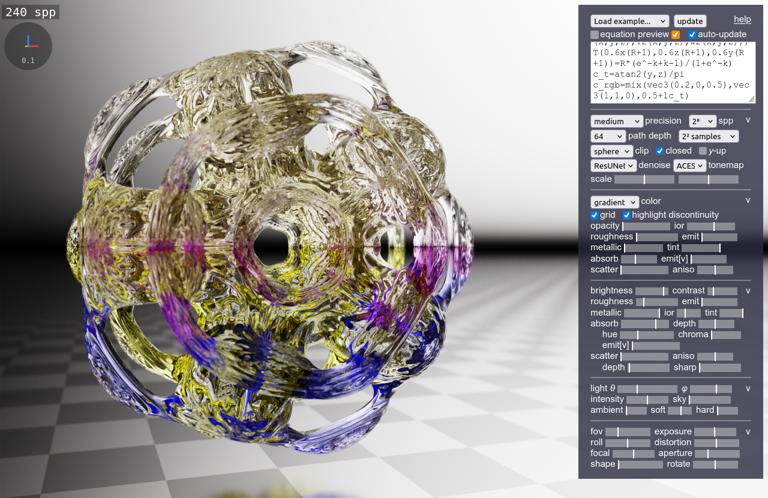 240 spp
0.1
Load example...
update
help
equation preview
auto-update
T(0.6x(R+1),0.6z(R+1),0.6y(R
+1))=R*(e^-k+k-1)/(1+e^-k)
c_t=atan2(y,z)/pi
c_rgb=mix(vec3(0.2,0,0.5),vec
3(1,1,0),0.5+1c_t)
medium precision 2⁸ spp v
64 path depth 2² samples
sphere clip closed y-up
ResUNet denoise ACES tonemap
scale
gradient color v
grid highlight discontinuity
opacity ior
roughness emit
metallic tint
absorb emit[v]
scatter aniso
brightness contrast v
roughness emit
metallic ior tint
absorb depth
hue chroma
emit[v]
scatter aniso
depth sharp
light θ φ v
intensity sky
ambient soft hard
fov exposure v
roll distortion
focal aperture
shape rotate